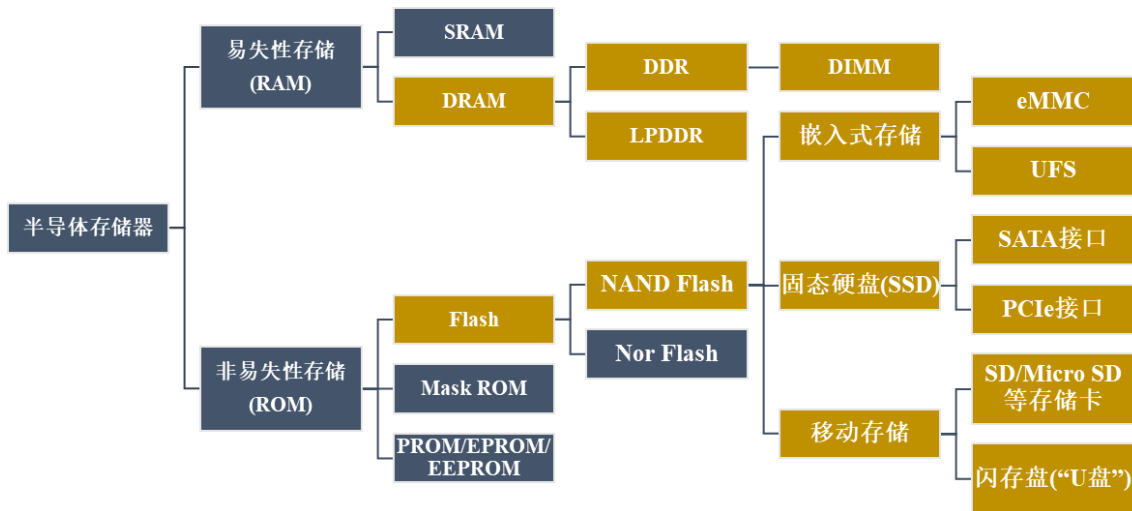 半导体存储器
易失性存储
(RAM)
SRAM
DRAM
DDR
DIMM
LPDDR
非易失性存储
(ROM)
Flash
NAND Flash
嵌入式存储
eMMC
UFS
固态硬盘(SSD)
SATA接口
PCIe接口
移动存储
SD/Micro SD
等存储卡
闪存盘(“U盘”)
Nor Flash
Mask ROM
PROM/EPROM/
EEPROM